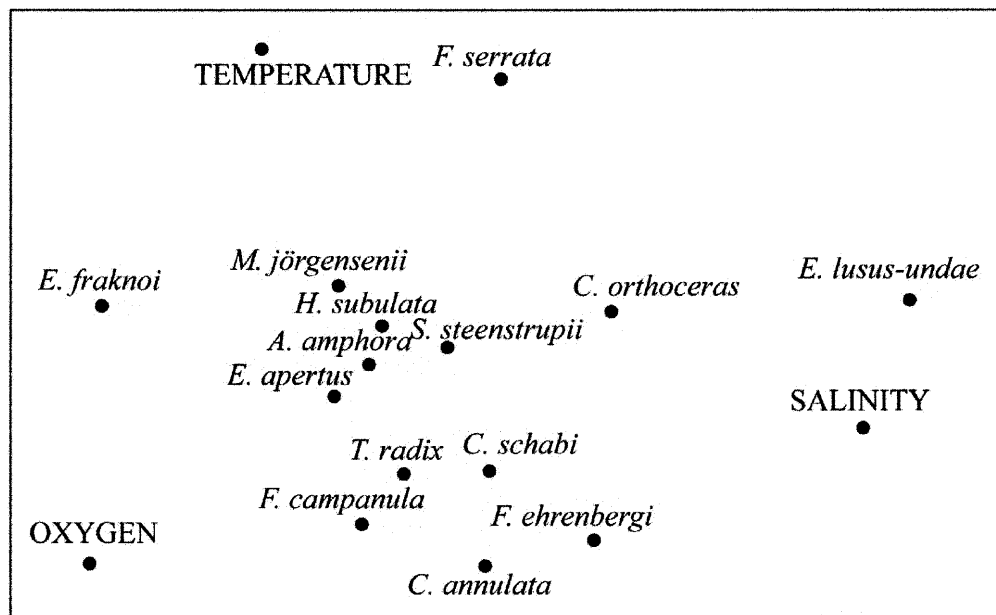 F. serrata
TEMPERATURE
M. jörgensenii
E. fraknoi
E. lusus-undae
C. orthoceras
H. subulata
S. steenstrupii
A. amphora
E. apertus
SALINITY
T. radix
C. schabi
F. campanula
F. ehrenbergi
OXYGEN
C. annulata